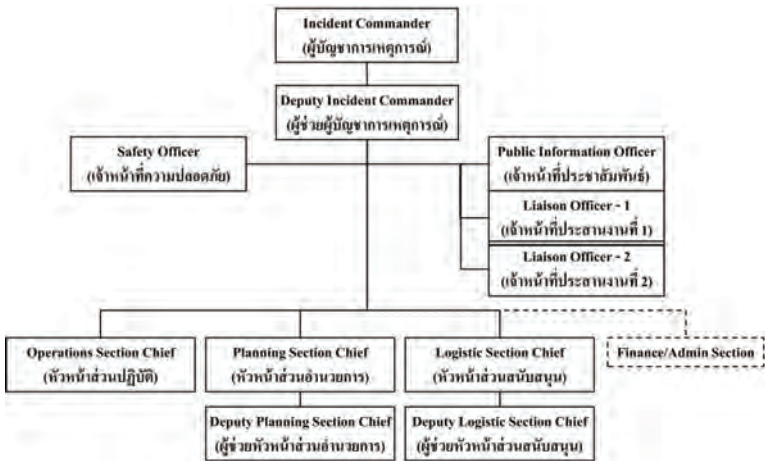 Incident Commander
(ผู้บัญชาการเหตุการณ์)
Deputy Incident Commander
(ผู้ช่วยผู้บัญชาการเหตุการณ์)
Safety Officer
(เจ้าหน้าที่ความปลอดภัย)
Public Information Officer
(เจ้าหน้าที่ประชาสัมพันธ์)
Liaison Officer - 1
(เจ้าหน้าที่ประสานงานที่ 1)
Liaison Officer - 2
(เจ้าหน้าที่ประสานงานที่ 2)
Operations Section Chief
(หัวหน้าส่วนปฏิบัติ)
Planning Section Chief
(หัวหน้าส่วนอำนวยการ)
Logistic Section Chief
(หัวหน้าส่วนสนับสนุน)
Finance/Admin Section
Deputy Planning Section Chief
(ผู้ช่วยหัวหน้าส่วนอำนวยการ)
Deputy Logistic Section Chief
(ผู้ช่วยหัวหน้าส่วนสนับสนุน)